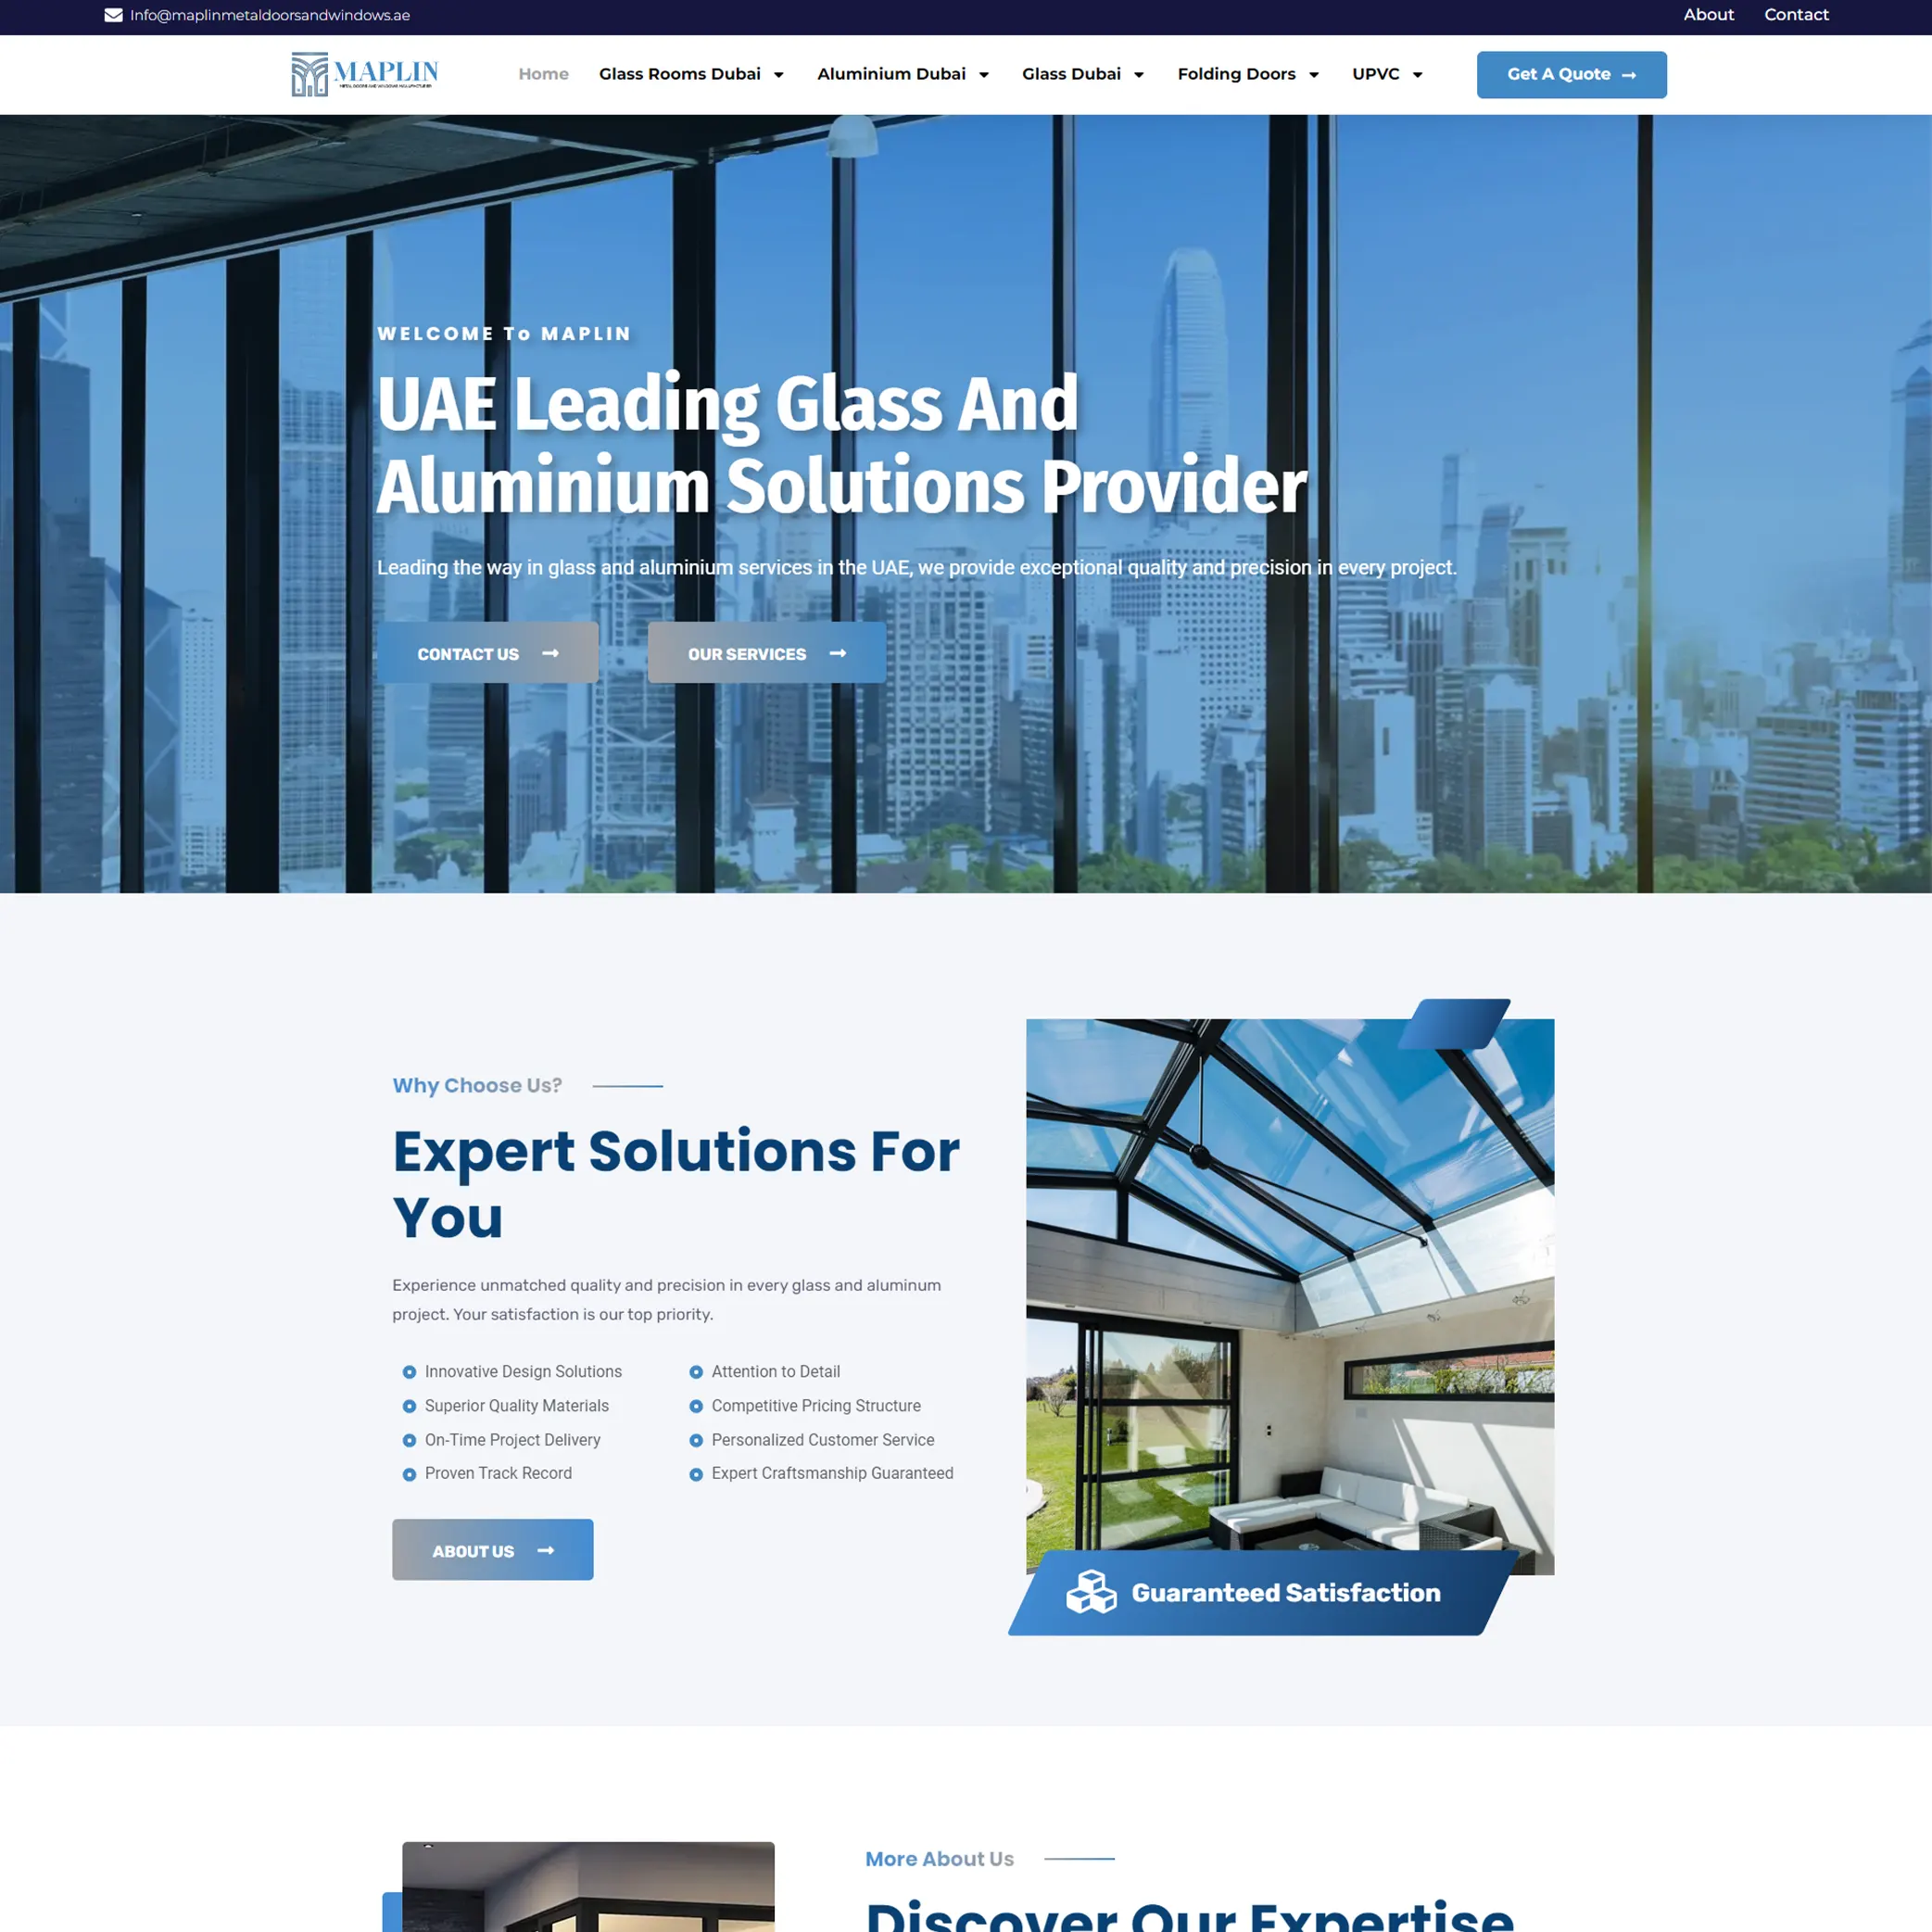 Info@maplinmetaldoorsandwindows.ae
About
Contact
MAPLIN
METAL DOORS AND WINDOWS MANUFACTURER
Home
Glass Rooms Dubai
Aluminium Dubai
Glass Dubai
Folding Doors
UPVC
Get A Quote
WELCOME To MAPLIN
UAE Leading Glass And
Aluminium Solutions Provider
Leading the way in glass and aluminium services in the UAE, we provide exceptional quality and precision in every project.
CONTACT US
OUR SERVICES
Why Choose Us?
Expert Solutions For
You
Experience unmatched quality and precision in every glass and aluminum
project. Your satisfaction is our top priority.
Innovative Design Solutions
Superior Quality Materials
On-Time Project Delivery
Proven Track Record
Attention to Detail
Competitive Pricing Structure
Personalized Customer Service
Expert Craftsmanship Guaranteed
ABOUT US
Guaranteed Satisfaction
More About Us
Discover Our Expertise